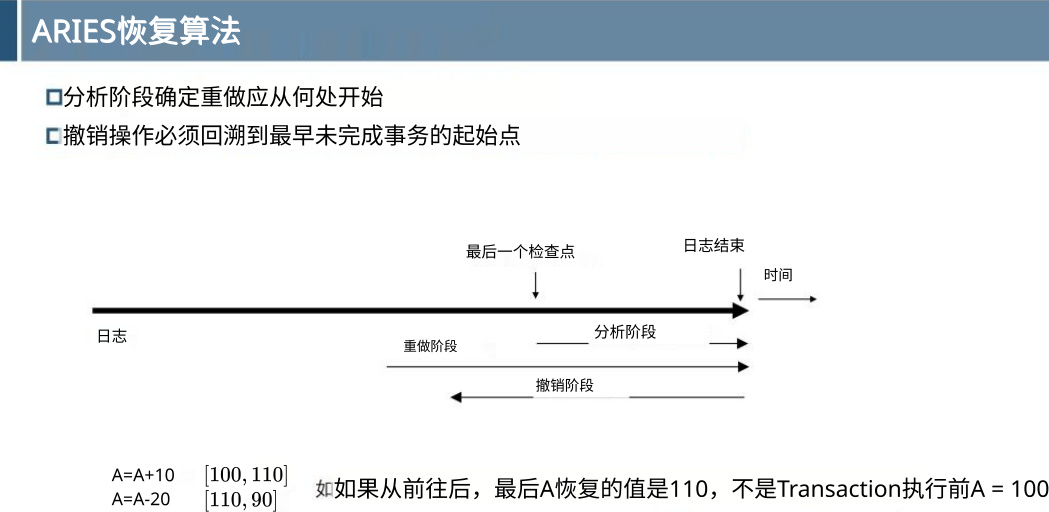 ARIES恢复算法
分析阶段确定重做应从何处开始
撤销操作必须回溯到最早未完成事务的起始点
最后一个检查点
日志结束
时间
日志
分析阶段
重做阶段
撤销阶段
A=A+10 [100, 110]
A=A-20 [110, 90]
如如果从前往后，最后A恢复的值是110，不是Transaction执行前A = 100